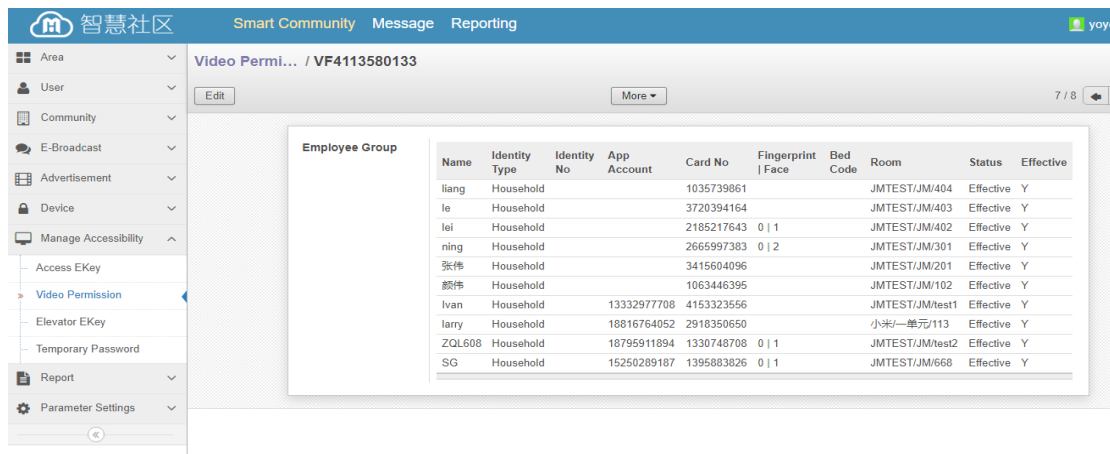 智慧社区 Smart Community Message Reporting
Area
User
Community
E-Broadcast
Advertisement
Device
Manage Accessibility
Access EKey
Video Permission
Elevator EKey
Temporary Password
Report
Parameter Settings
Video Permi... / VF4113580133
Edit More 7 / 8
Employee Group
Name Identity Type Identity No App Account Card No Fingerprint | Face Bed Code Room Status Effective
liang Household 1035739861 JMTEST/JM/404 Effective Y
le Household 3720394164 JMTEST/JM/403 Effective Y
lei Household 2185217643 0 | 1 JMTEST/JM/402 Effective Y
ning Household 2665997383 0 | 2 JMTEST/JM/301 Effective Y
张伟 Household 3415604096 JMTEST/JM/201 Effective Y
颜伟 Household 1063446395 JMTEST/JM/102 Effective Y
Ivan Household 13332977708 4153323556 JMTEST/JM/test1 Effective Y
larry Household 18816764052 2918350650 小米/一单元/113 Effective Y
ZQL608 Household 18795911894 1330748708 0 | 1 JMTEST/JM/test2 Effective Y
SG Household 15250289187 1395883826 0 | 1 JMTEST/JM/668 Effective Y